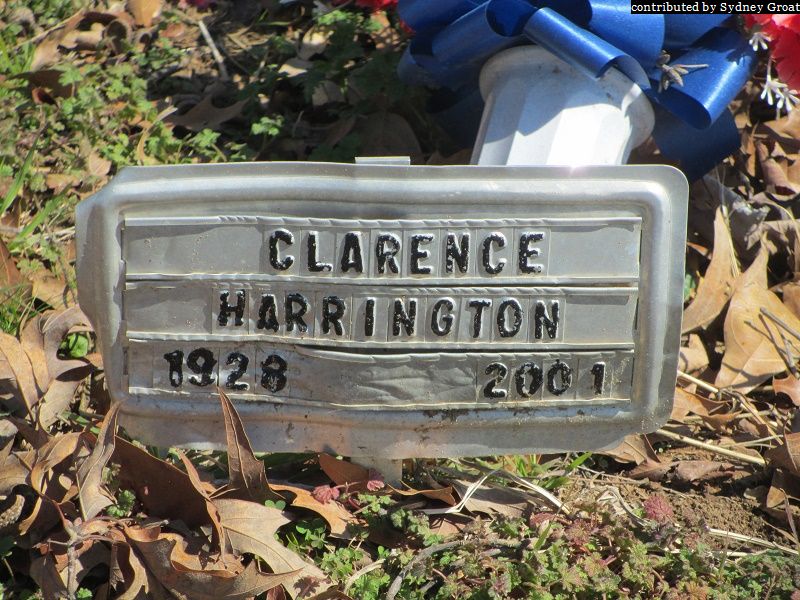 contributed by Sydney Groat
CLARENCE
HARRINGTON
1928 2001